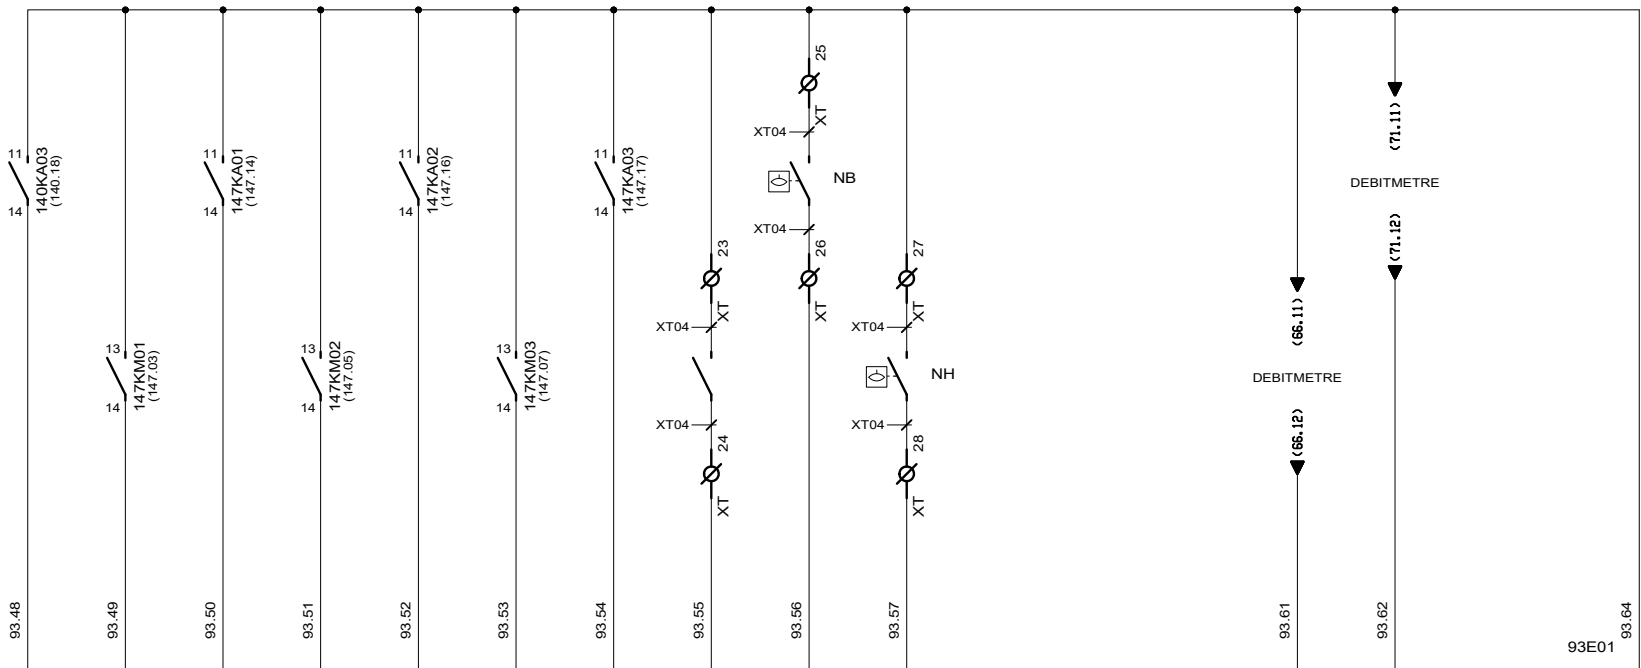 11
140KA03
(140.18)
14
93.48
13
147KM01
(147.03)
14
93.49
11
147KA01
(147.14)
14
93.50
13
147KM02
(147.05)
14
93.51
11
147KA02
(147.16)
14
93.52
13
147KM03
(147.07)
14
93.53
11
147KA03
(147.17)
14
93.54
23
XT
XT04
XT04
24
XT
93.55
25
XT
XT04
NB
XT04
26
XT
93.56
27
XT
XT04
NH
XT04
28
XT
93.57
(66.11)
DEBITMETRE
(66.12)
93.61
(71.11)
DEBITMETRE
(71.12)
93.62
93.64
93E01